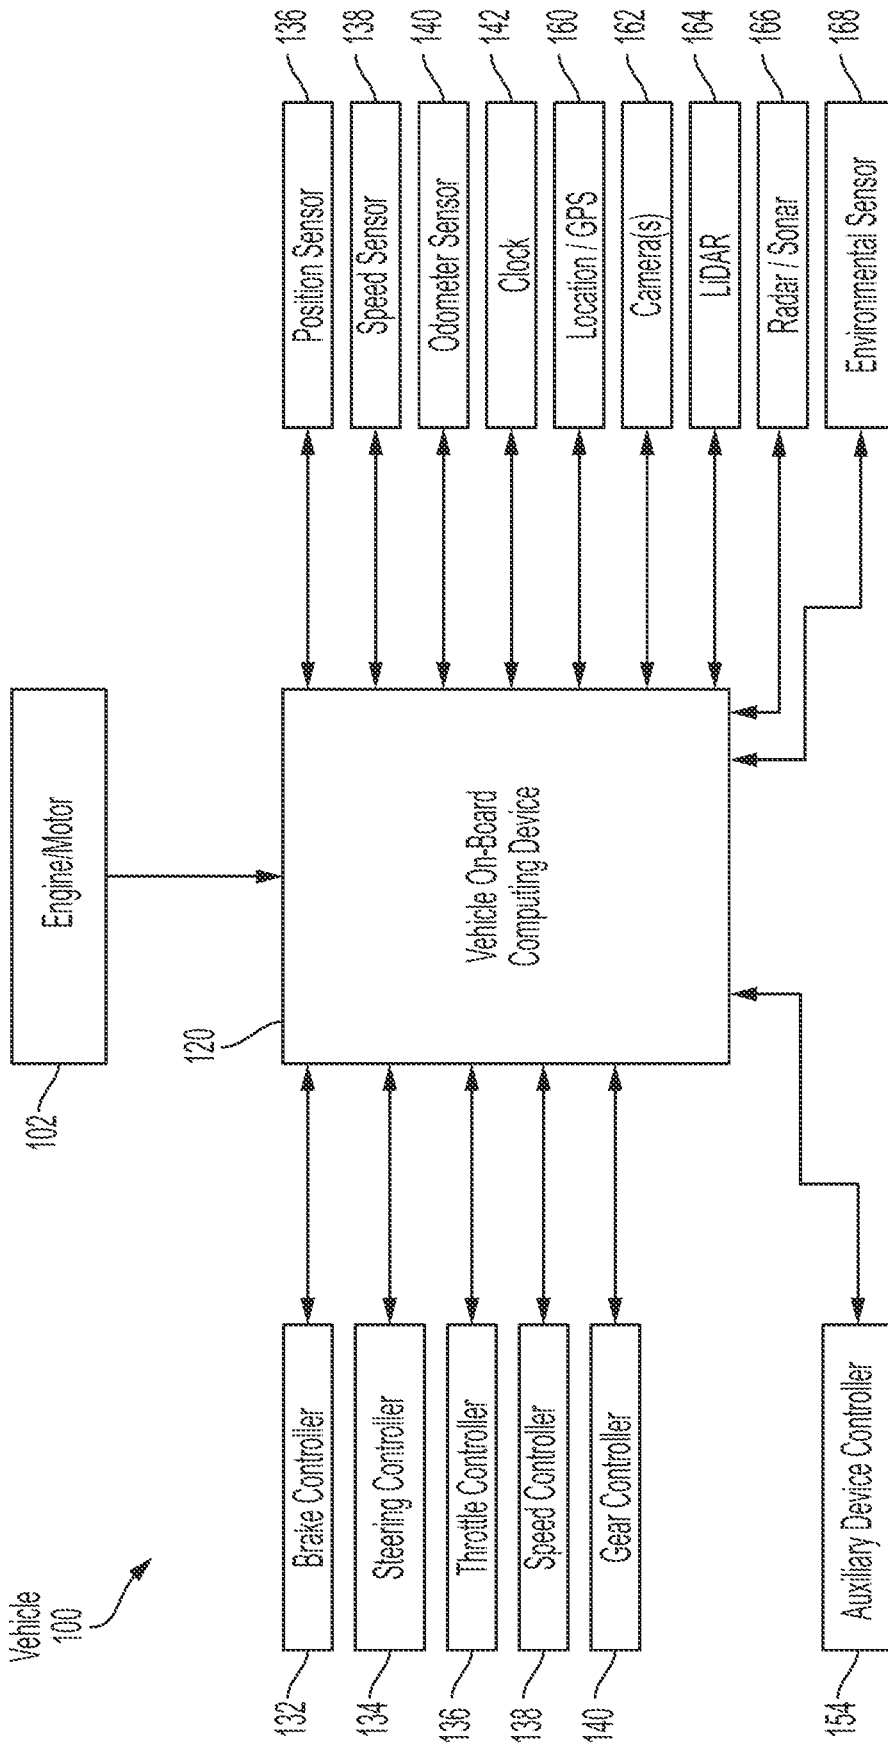 Vehicle
100
Engine/Motor
102
120
Vehicle On-Board
Computing Device
132
Brake Controller
134
Steering Controller
136
Throttle Controller
138
Speed Controller
140
Gear Controller
154
Auxiliary Device Controller
Position Sensor
136
Speed Sensor
138
Odometer Sensor
140
Clock
142
Location / GPS
160
Camera(s)
162
LiDAR
164
Radar / Sonar
166
Environmental Sensor
168